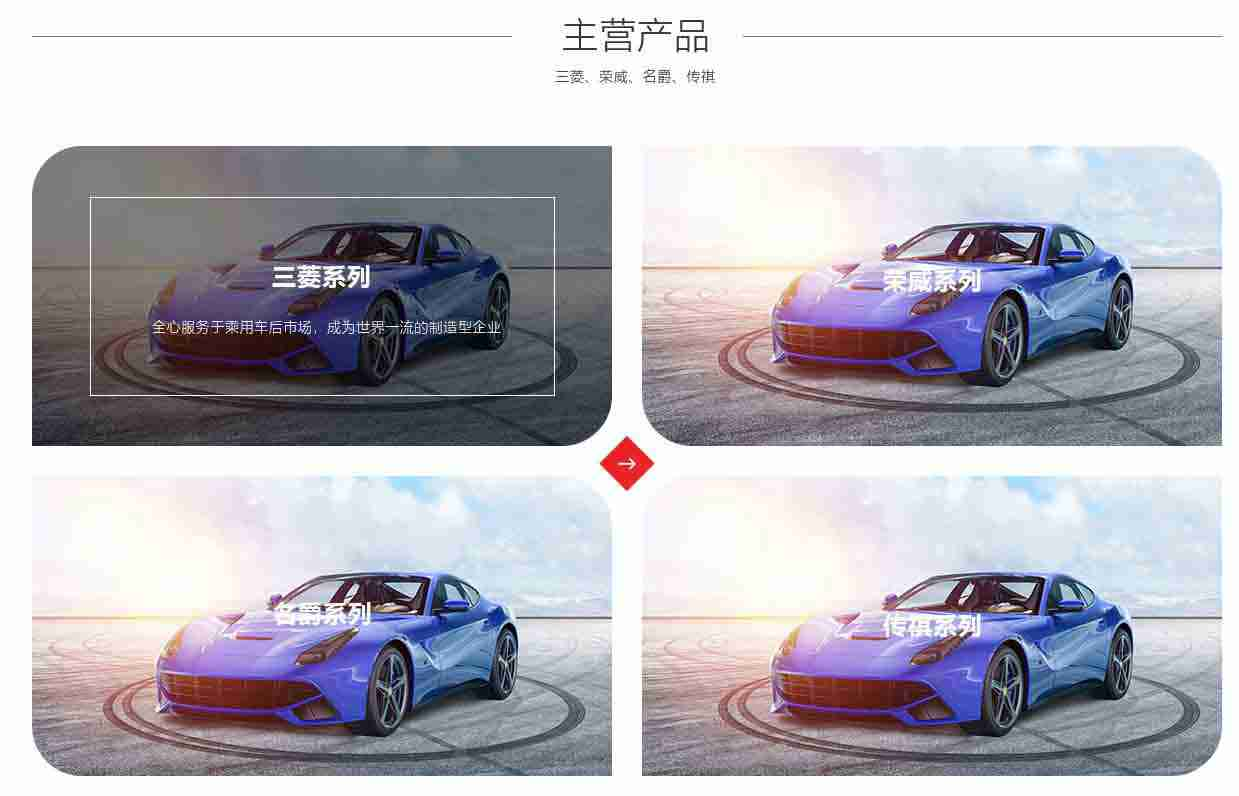 主营产品
三菱、荣威、名爵、传祺
三菱系列
全心服务于乘用车后市场，成为世界一流的制造型企业
荣威系列
名爵系列
传祺系列